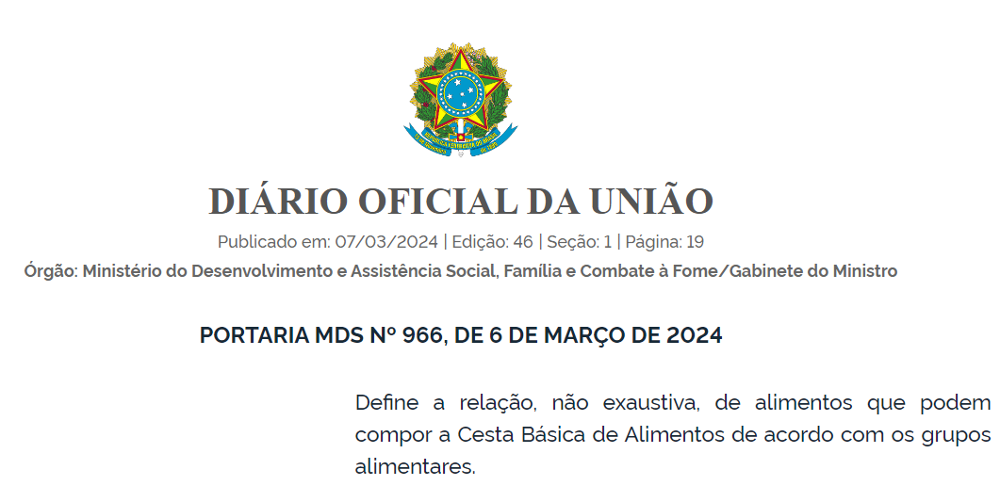 DIÁRIO OFICIAL DA UNIÃO
Publicado em: 07/03/2024 | Edição: 46 | Seção: 1 | Página: 19
Órgão: Ministério do Desenvolvimento e Assistência Social, Família e Combate à Fome/Gabinete do Ministro
PORTARIA MDS Nº 966, DE 6 DE MARÇO DE 2024
Define a relação, não exaustiva, de alimentos que podem
compor a Cesta Básica de Alimentos de acordo com os grupos
alimentares.